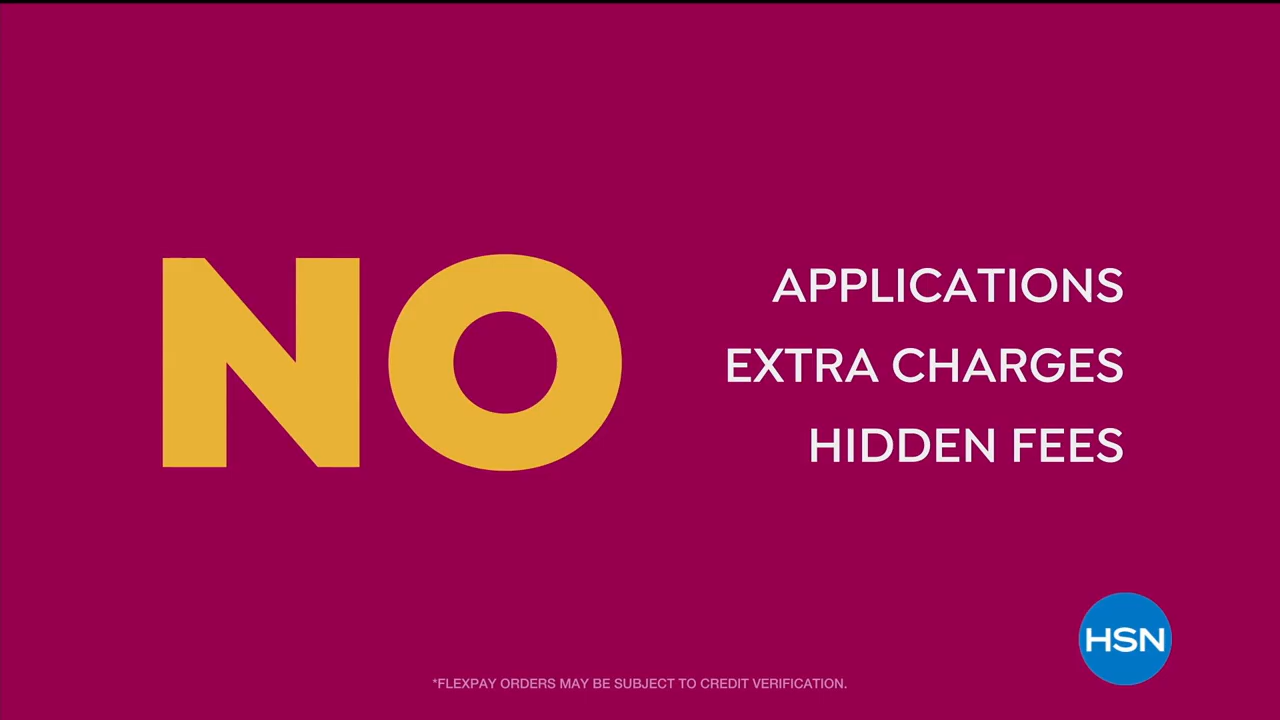 NO
APPLICATIONS
EXTRA CHARGES
HIDDEN FEES
HSN
*FLEXPAY ORDERS MAY BE SUBJECT TO CREDIT VERIFICATION.